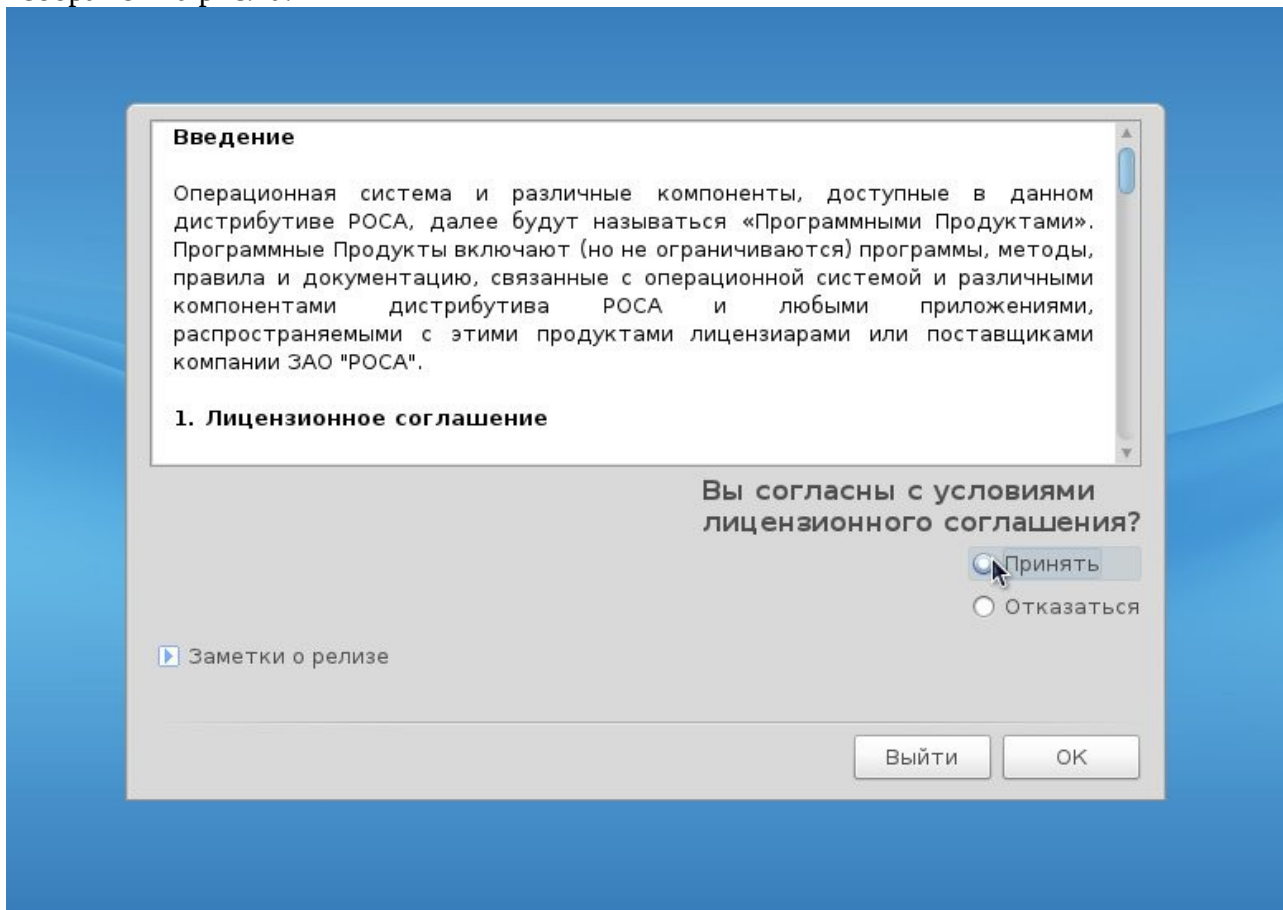 Введение
Операционная система и различные компоненты, доступные в данном
дистрибутиве РОСА, далее будут называться «Программными Продуктами».
Программные Продукты включают (но не ограничиваются) программы, методы,
правила и документацию, связанные с операционной системой и различными
компонентами дистрибутива РОСА и любыми приложениями,
распространяемыми с этими продуктами лицензиарами или поставщиками
компании ЗАО "РОСА".
1. Лицензионное соглашение
Вы согласны с условиями
лицензионного соглашения?
Принять
Отказаться
Заметки о релизе
Выйти
OK